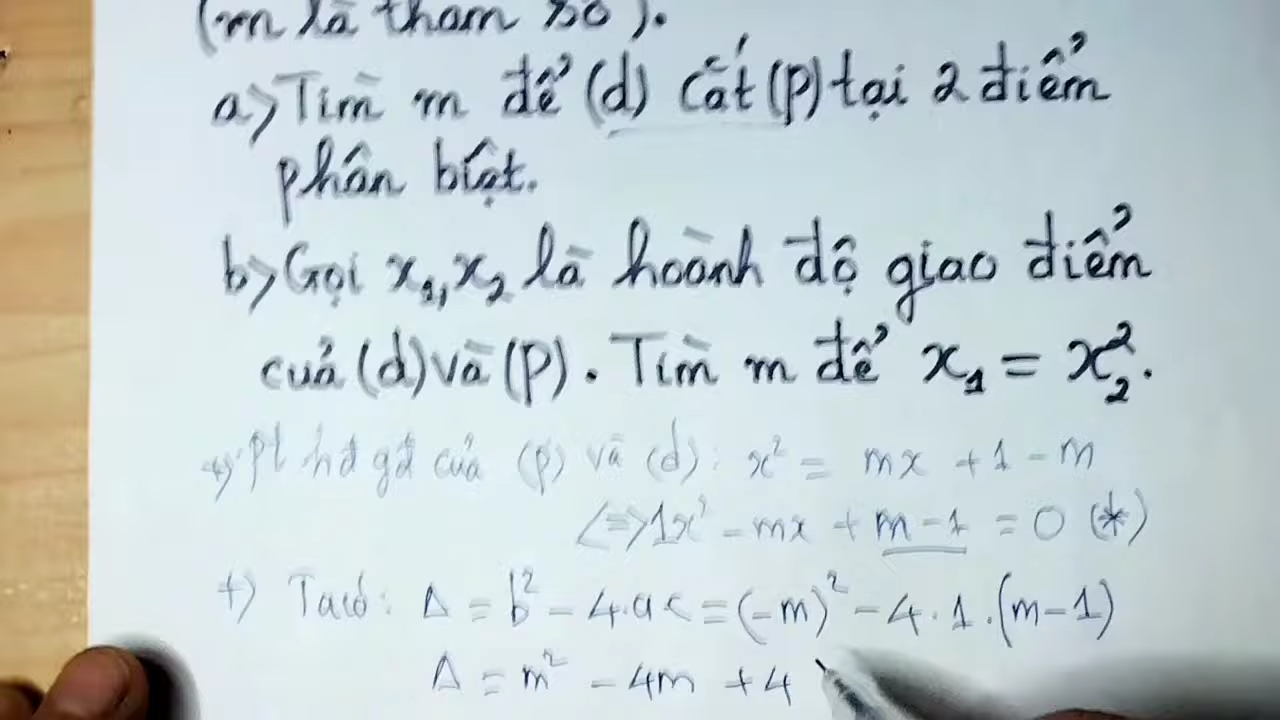 (m là tham số).
a) Tìm m để (d) cắt (P) tại 2 điểm
phân biệt.
b) Gọi x₁, x₂ là hoành độ giao điểm
của (d) và (P). Tìm m để x₁ = x₂².
+) Pt hđ gđ của (P) và (d): x² = mx + 1 - m
<=> 1x² - mx + m - 1 = 0 (*)
+) Ta có: Δ = b² - 4.ac = (-m)² - 4.1.(m-1)
Δ = m² - 4m + 4